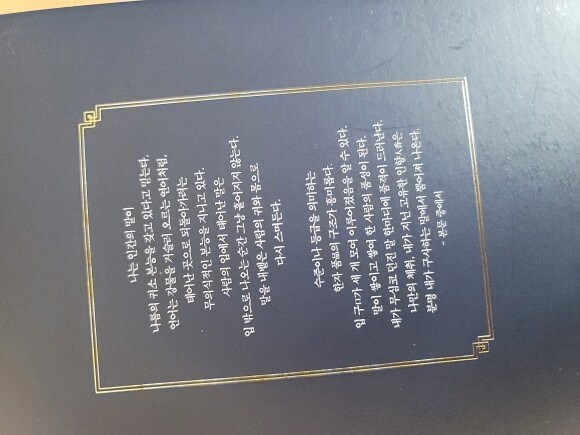 나는 인간의 말이
나름의 귀소 본능을 갖고 있다고 믿는다.
언어는 강물을 거슬러 오르는 연어처럼,
태어난 곳으로 되돌아가려는
무의식적인 본능을 지니고 있다.
사람의 입에서 태어난 말은
입 밖으로 나오는 순간 그냥 흩어지지 않는다.
말을 내뱉은 사람의 귀와 몸으로
다시 스며든다.
수준이나 등급을 의미하는
한자 품品의 구조가 흥미롭다.
입 구口가 세 개 모여 이루어졌음을 알 수 있다.
말이 쌓이고 쌓여 한 사람의 품성이 된다.
내가 무심코 던진 말 한마디에 품격이 드러난다.
나만의 체취, 내가 지닌 고유한 인향人香은
분명 내가 구사하는 말에서 뿜어져 나온다.
- 본문 중에서